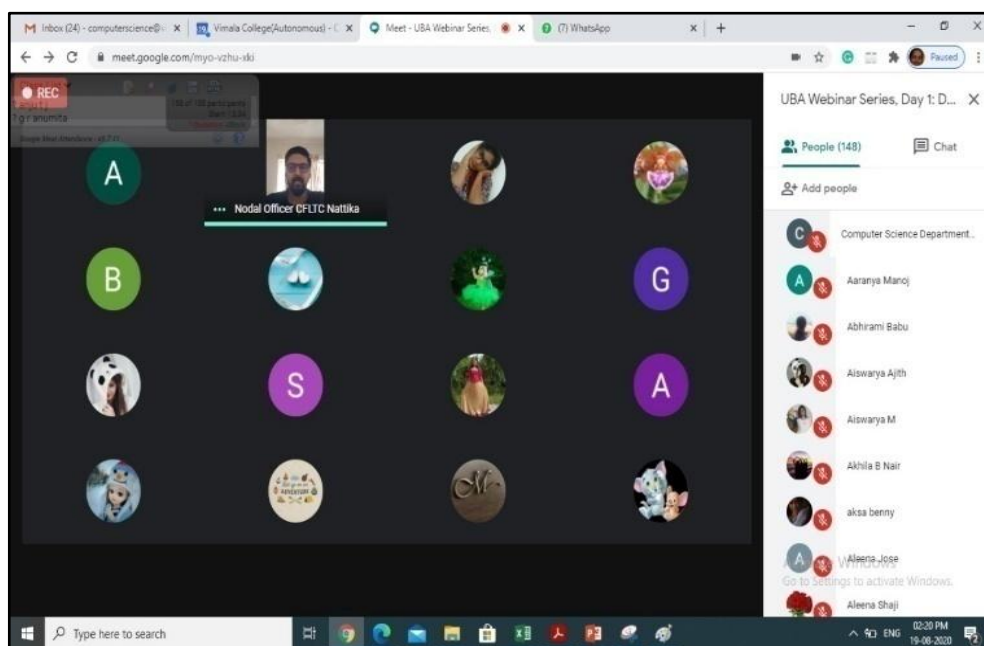 Inbox (24) - computerscience@v
Vimala College(Autonomous) - C
Meet - UBA Webinar Series,
(7) WhatsApp
meet.google.com/myo-vzhu-xki
Paused
REC
? g r anumita
A
Nodal Officer CFLTC Nattika
B
G
S
A
UBA Webinar Series, Day 1: D...
People (148)
Chat
Add people
C
Computer Science Department...
A
Aaranya Manoj
Abhirami Babu
Aiswarya Ajith
Aiswarya M
Akhila B Nair
aksa benny
A
Aleena Jose
Windows
Go to Settings to activate Windows.
Aleena Shaji
Type here to search
ENG
02:20 PM
19-08-2020